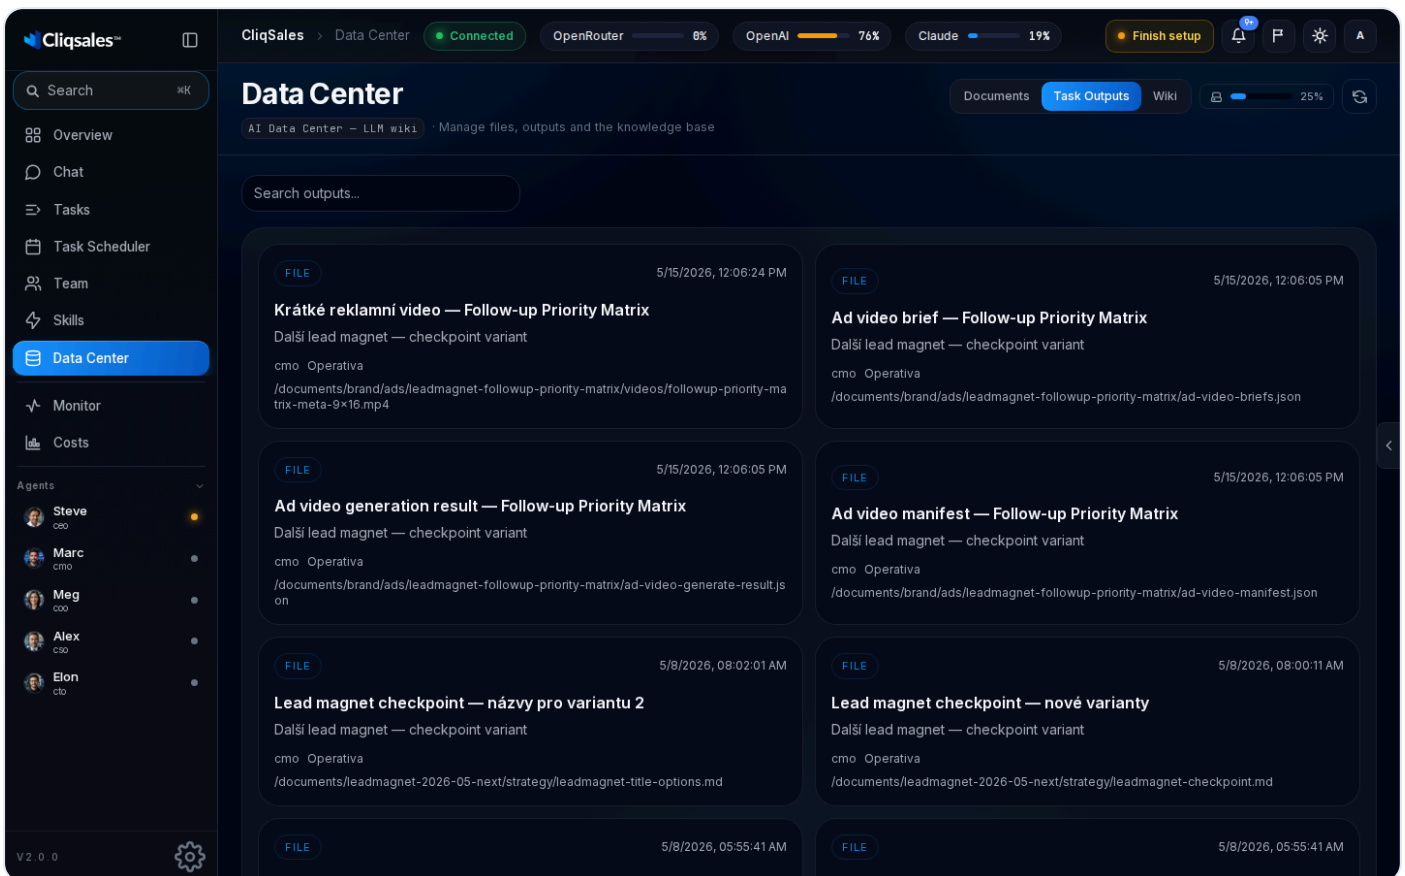 Cliqsales℠
Search ⌘K
Overview
Chat
Tasks
Task Scheduler
Team
Skills
Data Center
Monitor
Costs
Agents
Steve
ceo
Marc
cmo
Meg
coo
Alex
cso
Elon
cto
V2.0.0
CliqSales › Data Center
Connected
OpenRouter 0%
OpenAI 76%
Claude 19%
Finish setup
9+
A
Data Center
AI Data Center — LLM wiki · Manage files, outputs and the knowledge base
Documents Task Outputs Wiki
25%
Search outputs...
FILE 5/15/2026, 12:06:24 PM
Krátké reklamní video — Follow-up Priority Matrix
Další lead magnet — checkpoint variant
cmo Operativa
/documents/brand/ads/leadmagnet-followup-priority-matrix/videos/followup-priority-ma
trix-meta-9x16.mp4
FILE 5/15/2026, 12:06:05 PM
Ad video brief — Follow-up Priority Matrix
Další lead magnet — checkpoint variant
cmo Operativa
/documents/brand/ads/leadmagnet-followup-priority-matrix/ad-video-briefs.json
FILE 5/15/2026, 12:06:05 PM
Ad video generation result — Follow-up Priority Matrix
Další lead magnet — checkpoint variant
cmo Operativa
/documents/brand/ads/leadmagnet-followup-priority-matrix/ad-video-generate-result.js
on
FILE 5/15/2026, 12:06:05 PM
Ad video manifest — Follow-up Priority Matrix
Další lead magnet — checkpoint variant
cmo Operativa
/documents/brand/ads/leadmagnet-followup-priority-matrix/ad-video-manifest.json
FILE 5/8/2026, 08:02:01 AM
Lead magnet checkpoint — názvy pro variantu 2
Další lead magnet — checkpoint variant
cmo Operativa
/documents/leadmagnet-2026-05-next/strategy/leadmagnet-title-options.md
FILE 5/8/2026, 08:00:11 AM
Lead magnet checkpoint — nové varianty
Další lead magnet — checkpoint variant
cmo Operativa
/documents/leadmagnet-2026-05-next/strategy/leadmagnet-checkpoint.md
FILE 5/8/2026, 05:55:41 AM
FILE 5/8/2026, 05:55:41 AM